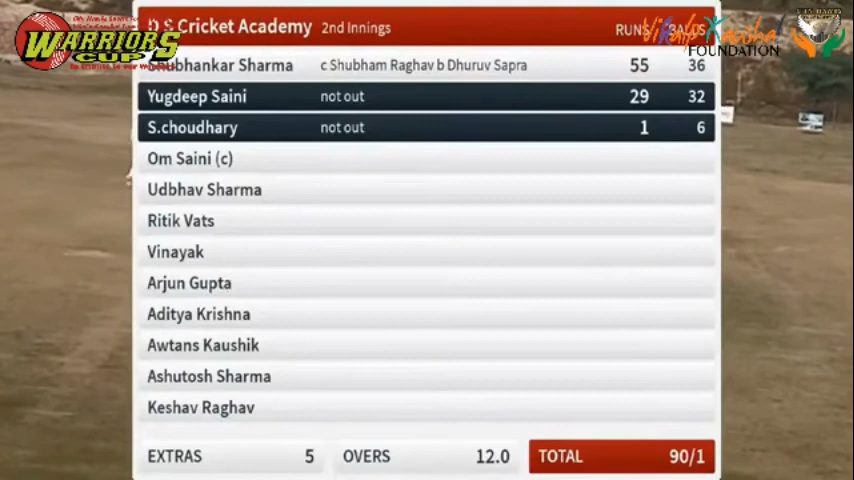 D S Cricket Academy 2nd Innings RUNS BALLS
Shubhankar Sharma c Shubham Raghav b Dhuruv Sapra 55 36
Yugdeep Saini not out 29 32
S.choudhary not out 1 6
Om Saini (c)
Udbhav Sharma
Ritik Vats
Vinayak
Arjun Gupta
Aditya Krishna
Awtans Kaushik
Ashutosh Sharma
Keshav Raghav
EXTRAS 5 OVERS 12.0 TOTAL 90/1
WARRIORS
CUP
Vikalp Kaushal
FOUNDATION